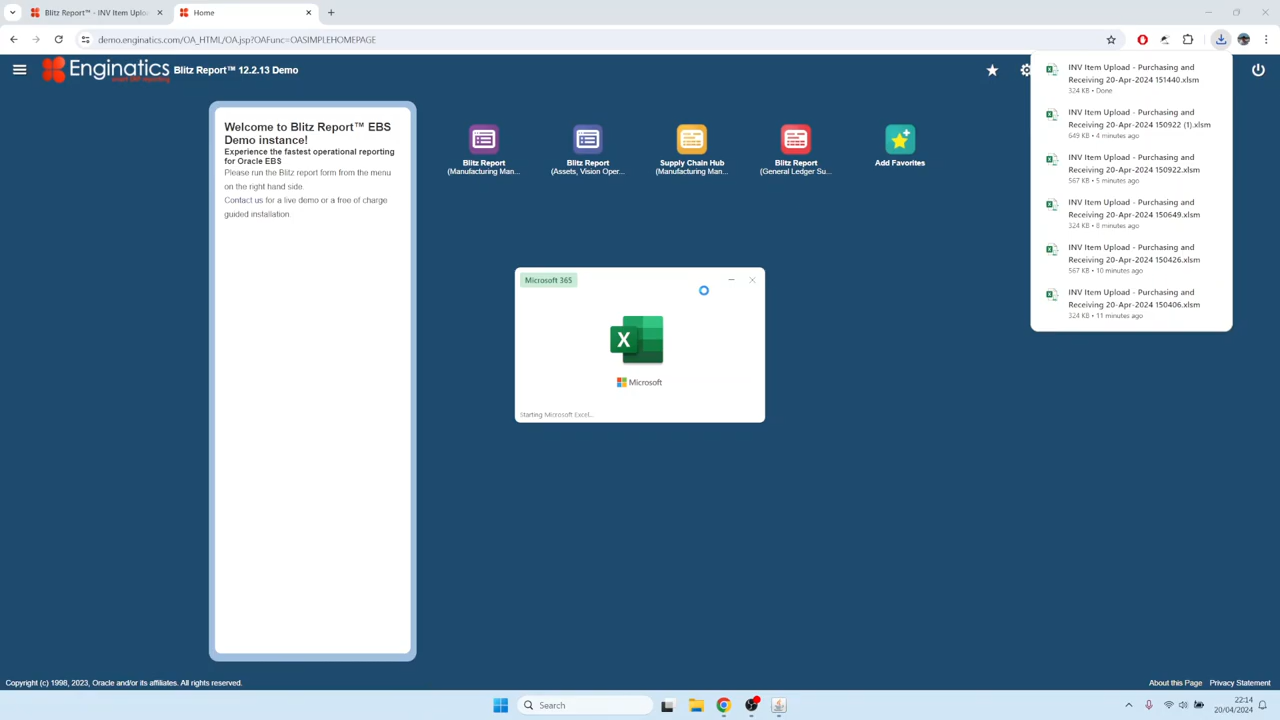 Blitz Report™ - INV Item Uplo
Home
demo.enginatics.com/OA_HTML/OA.jsp?OAFunc=OASIMPLEHOMEPAGE
Enginatics
Blitz Report™ 12.2.13 Demo
Welcome to Blitz Report™ EBS
Demo instance!
Experience the fastest operational reporting
for Oracle EBS
Please run the Blitz report form from the menu
on the right hand side.
Contact us for a live demo or a free of charge
guided installation.
Blitz Report
(Manufacturing Man...
Blitz Report
(Assets, Vision Oper...
Supply Chain Hub
(Manufacturing Man...
Blitz Report
(General Ledger Su...
Add Favorites
INV Item Upload - Purchasing and
Receiving 20-Apr-2024 151440.xlsm
324 KB • Done
INV Item Upload - Purchasing and
Receiving 20-Apr-2024 150922 (1).xlsm
649 KB • 4 minutes ago
INV Item Upload - Purchasing and
Receiving 20-Apr-2024 150922.xlsm
567 KB • 5 minutes ago
INV Item Upload - Purchasing and
Receiving 20-Apr-2024 150649.xlsm
324 KB • 8 minutes ago
INV Item Upload - Purchasing and
Receiving 20-Apr-2024 150426.xlsm
567 KB • 10 minutes ago
INV Item Upload - Purchasing and
Receiving 20-Apr-2024 150406.xlsm
324 KB • 11 minutes ago
Microsoft 365
X
Microsoft
Starting Microsoft Excel...
Copyright (c) 1998, 2023, Oracle and/or its affiliates. All rights reserved.
About this Page
Privacy Statement
Search
22:14
20/04/2024